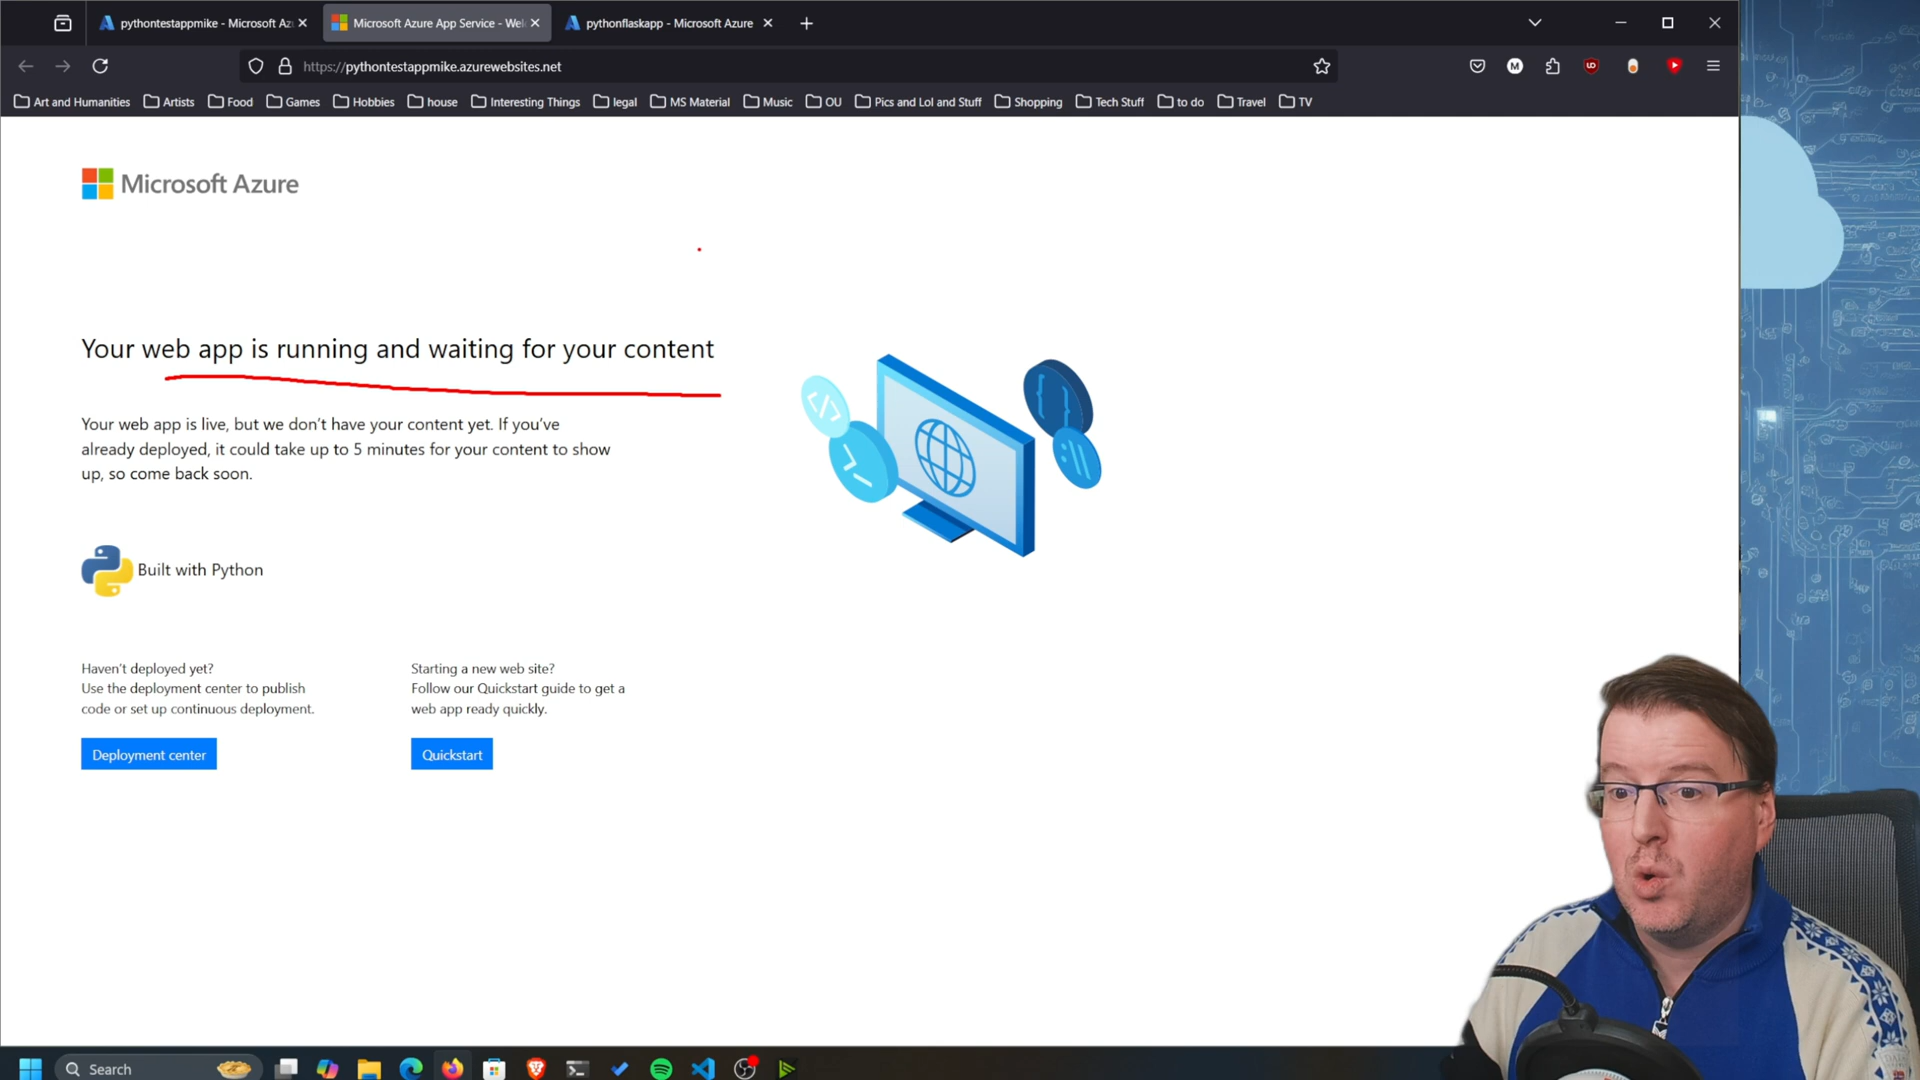 pythontestappmike - Microsoft Az
Microsoft Azure App Service - Wel
pythonflaskapp - Microsoft Azure
https://pythontestappmike.azurewebsites.net
M
UD
Art and Humanities
Artists
Food
Games
Hobbies
house
Interesting Things
legal
MS Material
Music
OU
Pics and Lol and Stuff
Shopping
Tech Stuff
to do
Travel
TV
Microsoft Azure
Your web app is running and waiting for your content
Your web app is live, but we don’t have your content yet. If you’ve
already deployed, it could take up to 5 minutes for your content to show
up, so come back soon.
Built with Python
Haven’t deployed yet?
Use the deployment center to publish
code or set up continuous deployment.
Deployment center
Starting a new web site?
Follow our Quickstart guide to get a
web app ready quickly.
Quickstart
Search